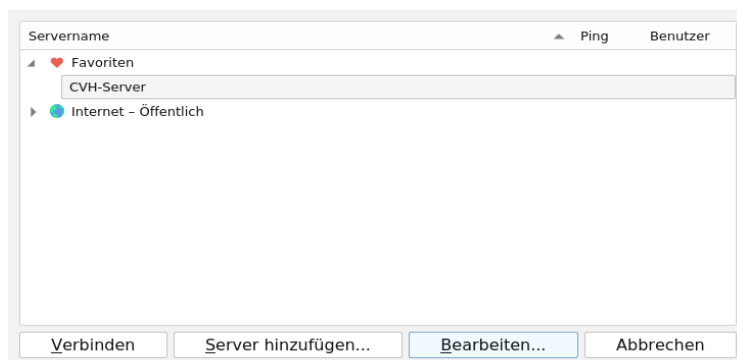 Servername Ping Benutzer
Favoriten
CVH-Server
Internet – Öffentlich
Verbinden Server hinzufügen... Bearbeiten... Abbrechen